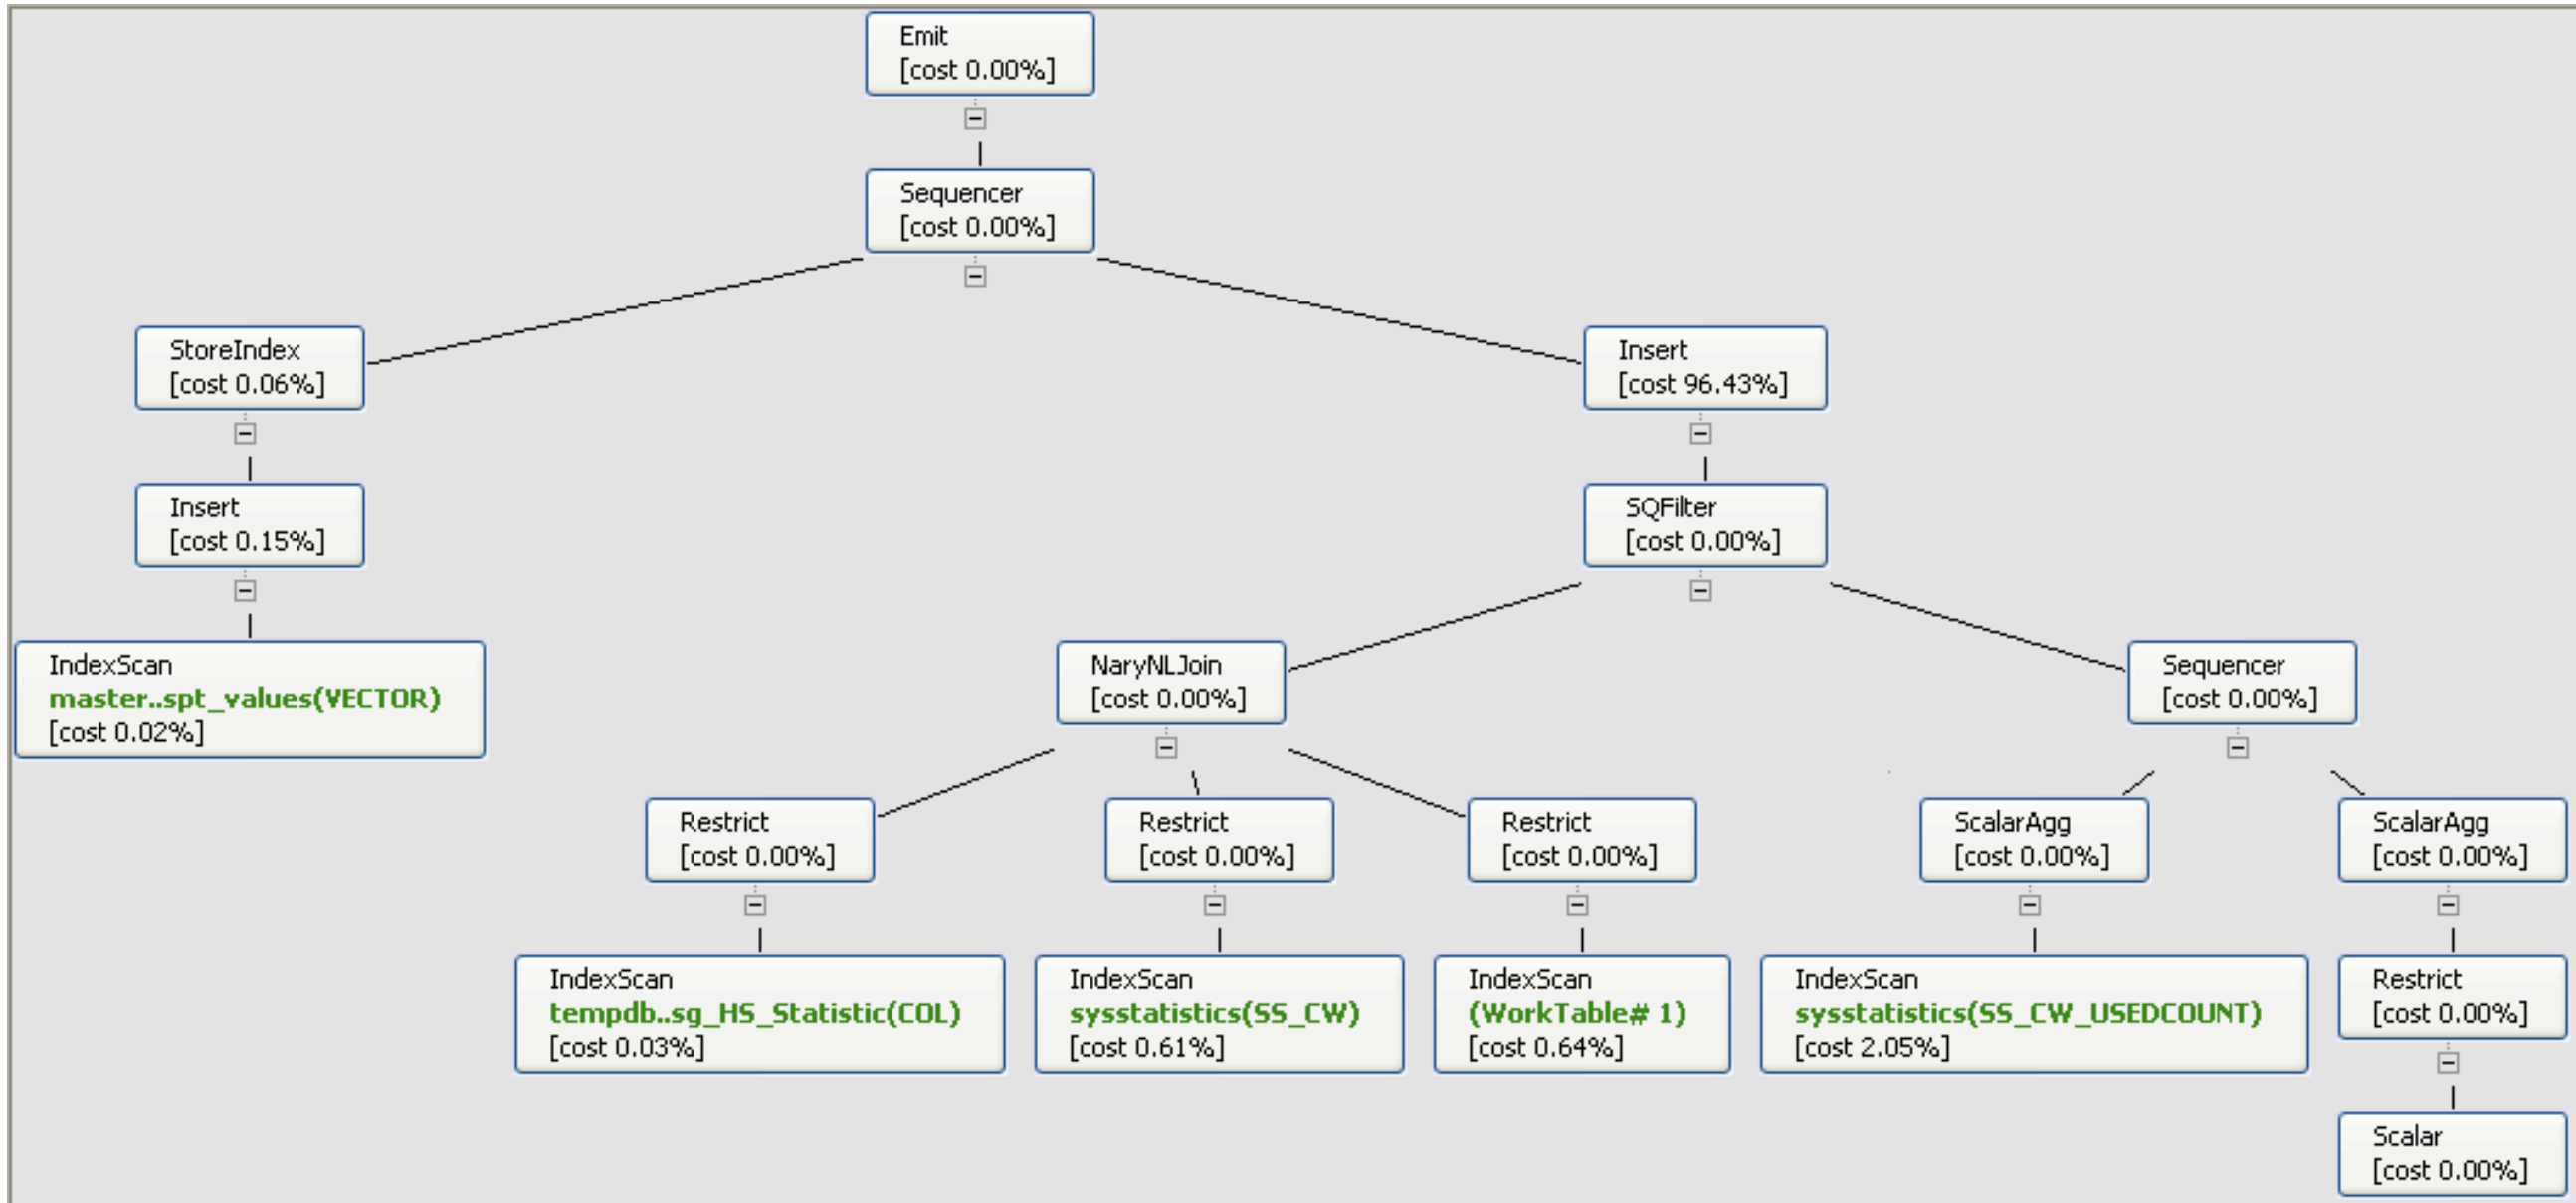 Emit
[cost 0.00%]
Sequencer
[cost 0.00%]
StoreIndex
[cost 0.06%]
Insert
[cost 96.43%]
Insert
[cost 0.15%]
SQFilter
[cost 0.00%]
IndexScan
master..spt_values(VECTOR)
[cost 0.02%]
NaryNLJoin
[cost 0.00%]
Sequencer
[cost 0.00%]
Restrict
[cost 0.00%]
Restrict
[cost 0.00%]
Restrict
[cost 0.00%]
ScalarAgg
[cost 0.00%]
ScalarAgg
[cost 0.00%]
IndexScan
tempdb..sg_HS_Statistic(COL)
[cost 0.03%]
IndexScan
sysstatistics(SS_CW)
[cost 0.61%]
IndexScan
(WorkTable# 1)
[cost 0.64%]
IndexScan
sysstatistics(SS_CW_USEDCOUNT)
[cost 2.05%]
Restrict
[cost 0.00%]
Scalar
[cost 0.00%]